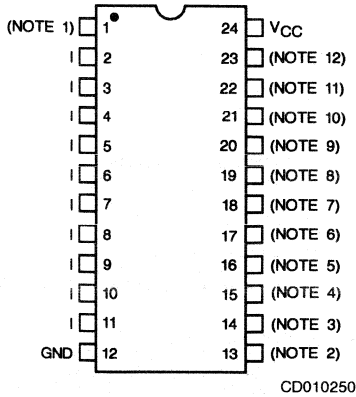 (NOTE 1) 1 24 VCC
I 2 23 (NOTE 12)
I 3 22 (NOTE 11)
I 4 21 (NOTE 10)
I 5 20 (NOTE 9)
I 6 19 (NOTE 8)
I 7 18 (NOTE 7)
I 8 17 (NOTE 6)
I 9 16 (NOTE 5)
I 10 15 (NOTE 4)
I 11 14 (NOTE 3)
GND 12 13 (NOTE 2)
CD010250